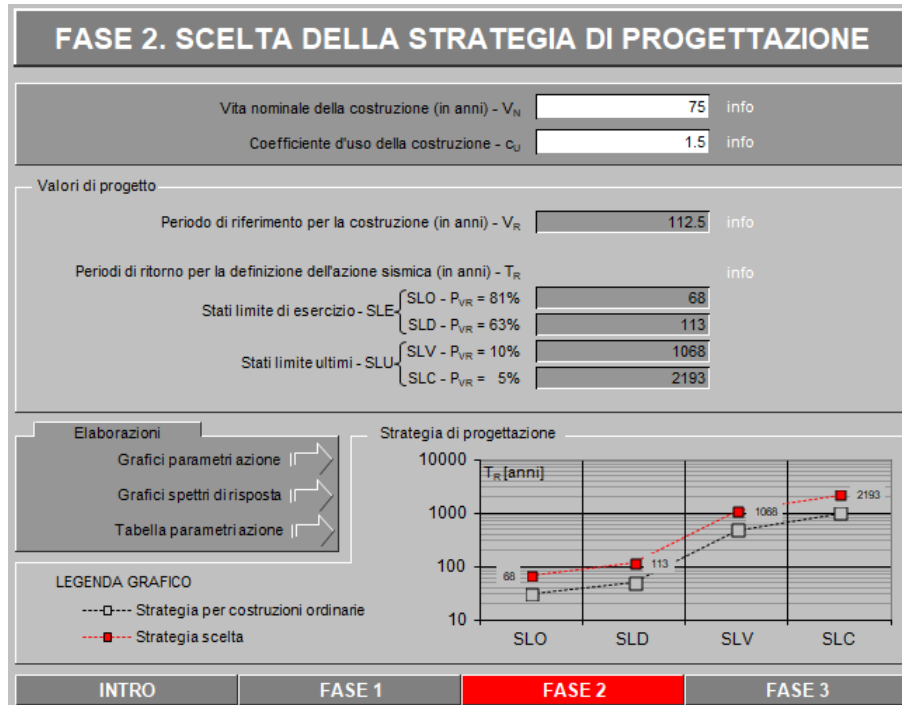 FASE 2. SCELTA DELLA STRATEGIA DI PROGETTAZIONE
Vita nominale della costruzione (in anni) - VN 75 info
Coefficiente d'uso della costruzione - cU 1.5 info
Valori di progetto
Periodo di riferimento per la costruzione (in anni) - VR 112.5 info
Periodi di ritorno per la definizione dell'azione sismica (in anni) - TR info
Stati limite di esercizio - SLE
SLO - PVR = 81% 68
SLD - PVR = 63% 113
Stati limite ultimi - SLU
SLV - PVR = 10% 1068
SLC - PVR = 5% 2193
Elaborazioni
Grafici parametri azione
Grafici spettri di risposta
Tabella parametri azione
LEGENDA GRAFICO
Strategia per costruzioni ordinarie
Strategia scelta
Strategia di progettazione
TR [anni]
10000
1000
100
10
68
113
1068
2193
SLO SLD SLV SLC
INTRO FASE 1 FASE 2 FASE 3